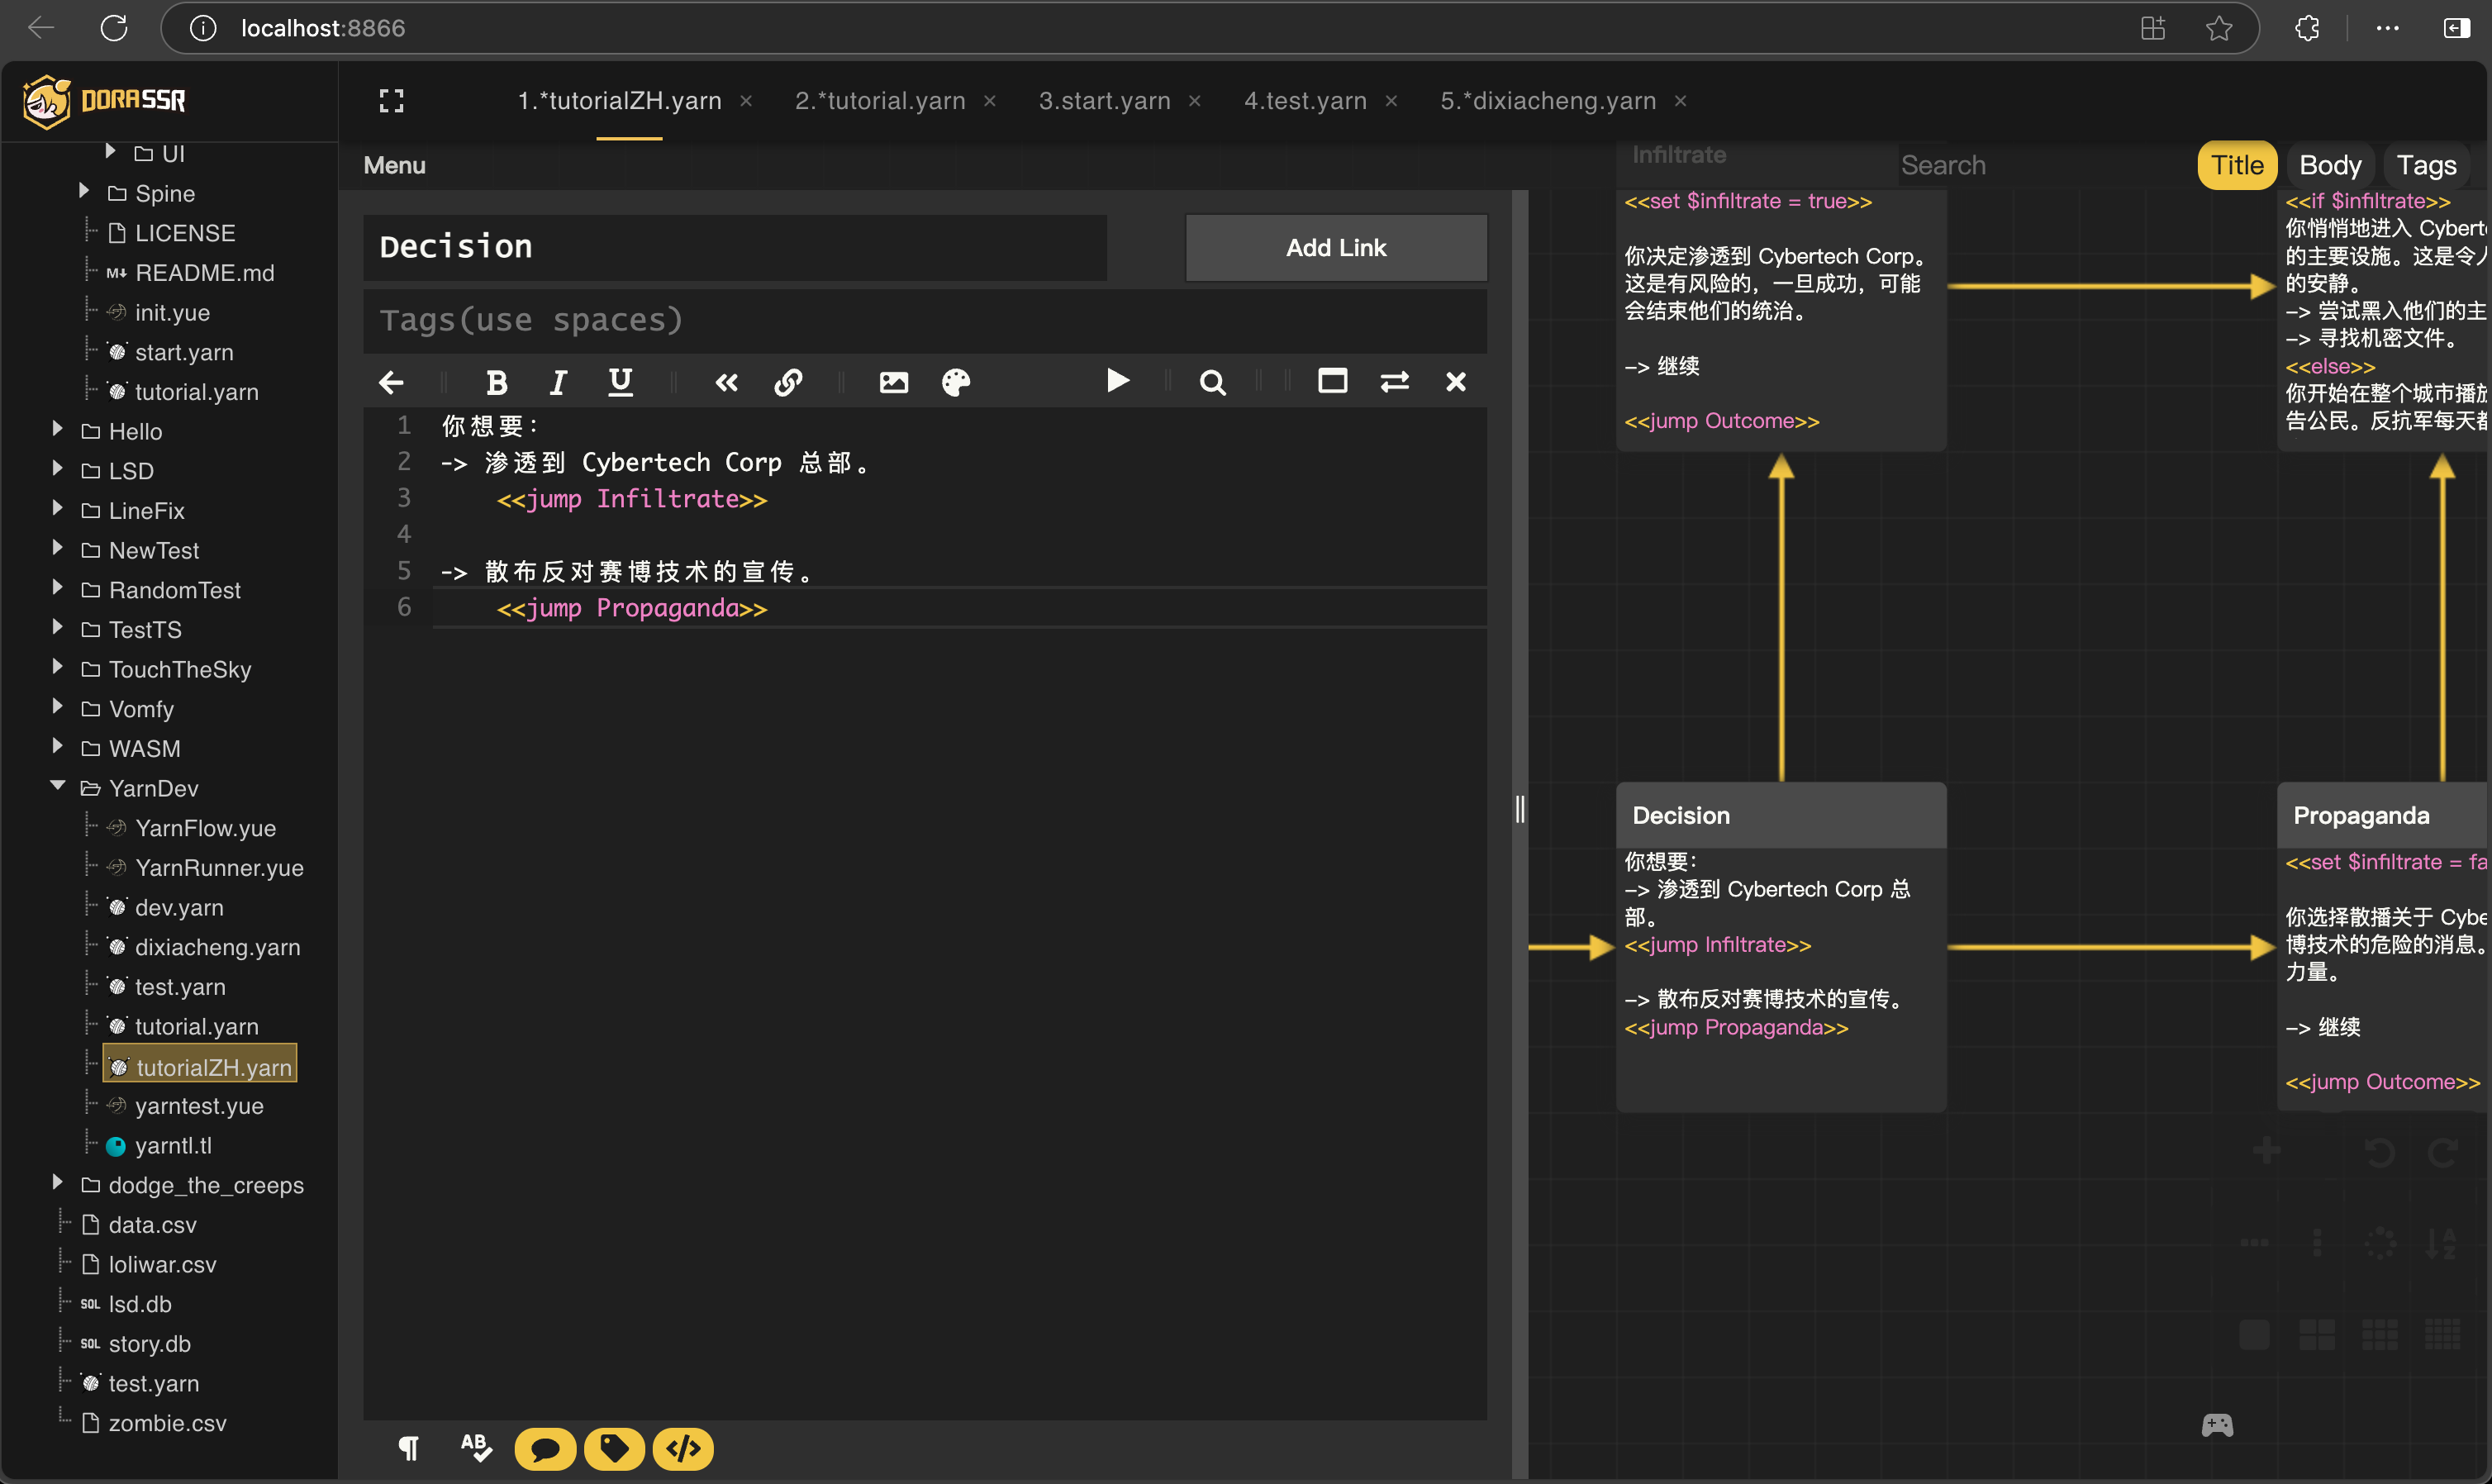 localhost:8866
DORA SSR
1.*tutorialZH.yarn
2.*tutorial.yarn
3.start.yarn
4.test.yarn
5.*dixiacheng.yarn
UI
Spine
LICENSE
README.md
init.yue
start.yarn
tutorial.yarn
Hello
LSD
LineFix
NewTest
RandomTest
TestTS
TouchTheSky
Vomfy
WASM
YarnDev
YarnFlow.yue
YarnRunner.yue
dev.yarn
dixiacheng.yarn
test.yarn
tutorial.yarn
tutorialZH.yarn
yarntest.yue
yarntl.tl
dodge_the_creeps
data.csv
loliwar.csv
SQL lsd.db
SQL story.db
test.yarn
zombie.csv
Menu
Search
Title
Body
Tags
Decision
Add Link
Tags(use spaces)
B I U
1 你想要：
2 -> 渗透到 Cybertech Corp 总部。
3 <<jump Infiltrate>>
4
5 -> 散布反对赛博技术的宣传。
6 <<jump Propaganda>>
AB
Infiltrate
<<set $infiltrate = true>>
你决定渗透到 Cybertech Corp。
这是有风险的，一旦成功，可能
会结束他们的统治。
-> 继续
<<jump Outcome>>
<<if $infiltrate>>
你悄悄地进入 Cybert
的主要设施。这是令人
的安静。
-> 尝试黑入他们的主
-> 寻找机密文件。
<<else>>
你开始在整个城市播放
告公民。反抗军每天都
Decision
你想要：
-> 渗透到 Cybertech Corp 总
部。
<<jump Infiltrate>>
-> 散布反对赛博技术的宣传。
<<jump Propaganda>>
Propaganda
<<set $infiltrate = fa
你选择散播关于 Cybe
博技术的危险的消息。
力量。
-> 继续
<<jump Outcome>>
A
Z